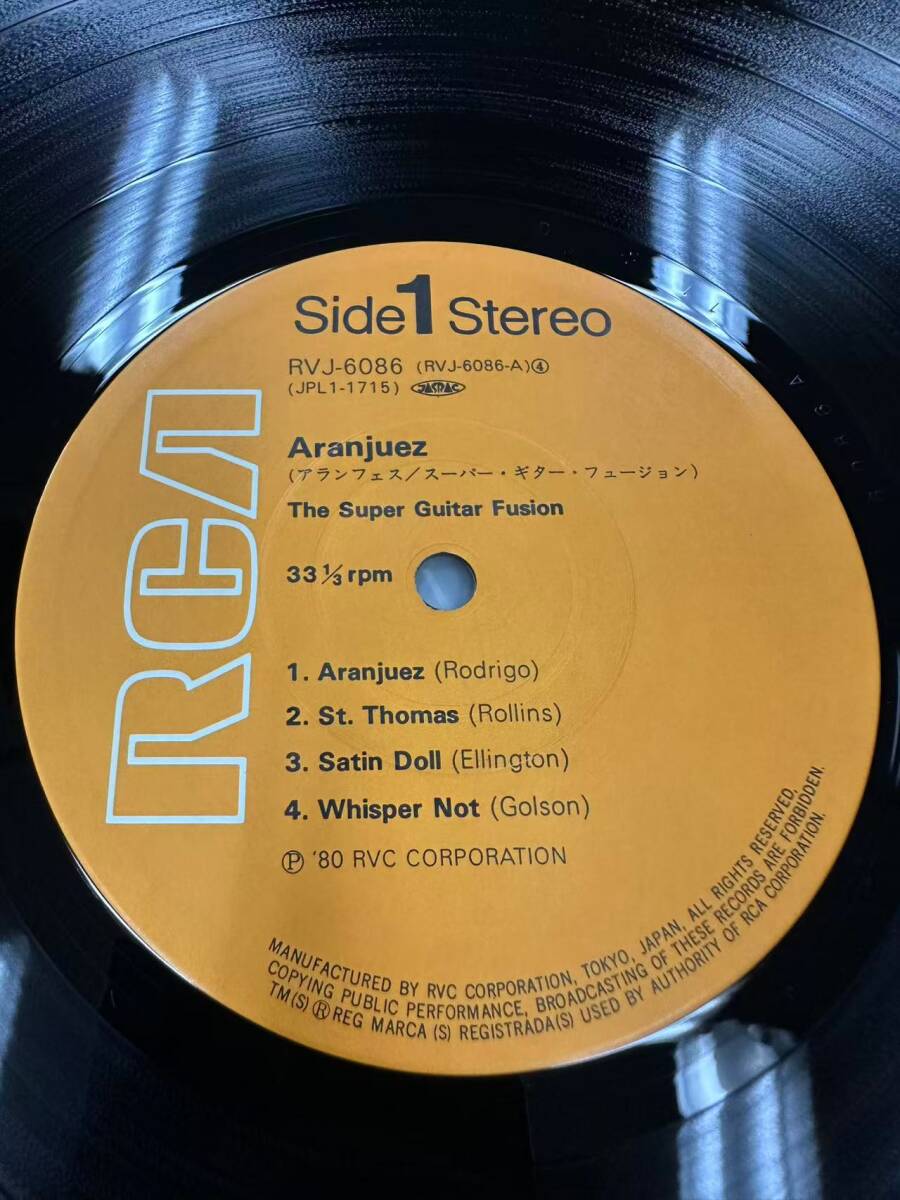 Side 1 Stereo
RVJ-6086 (RVJ-6086-A)④
(JPL1-1715) JASRAC
Aranjuez
(アランフェス/スーパー・ギター・フュージョン)
The Super Guitar Fusion
33 1/3 rpm
1. Aranjuez (Rodrigo)
2. St. Thomas (Rollins)
3. Satin Doll (Ellington)
4. Whisper Not (Golson)
Ⓟ '80 RVC CORPORATION
MANUFACTURED BY RVC CORPORATION, TOKYO, JAPAN, ALL RIGHTS RESERVED,
COPYING PUBLIC PERFORMANCE, BROADCASTING OF THESE RECORDS ARE FORBIDDEN.
TM(S) ® REG MARCA (S) REGISTRADA(S) USED BY AUTHORITY OF RCA CORPORATION.
RCA